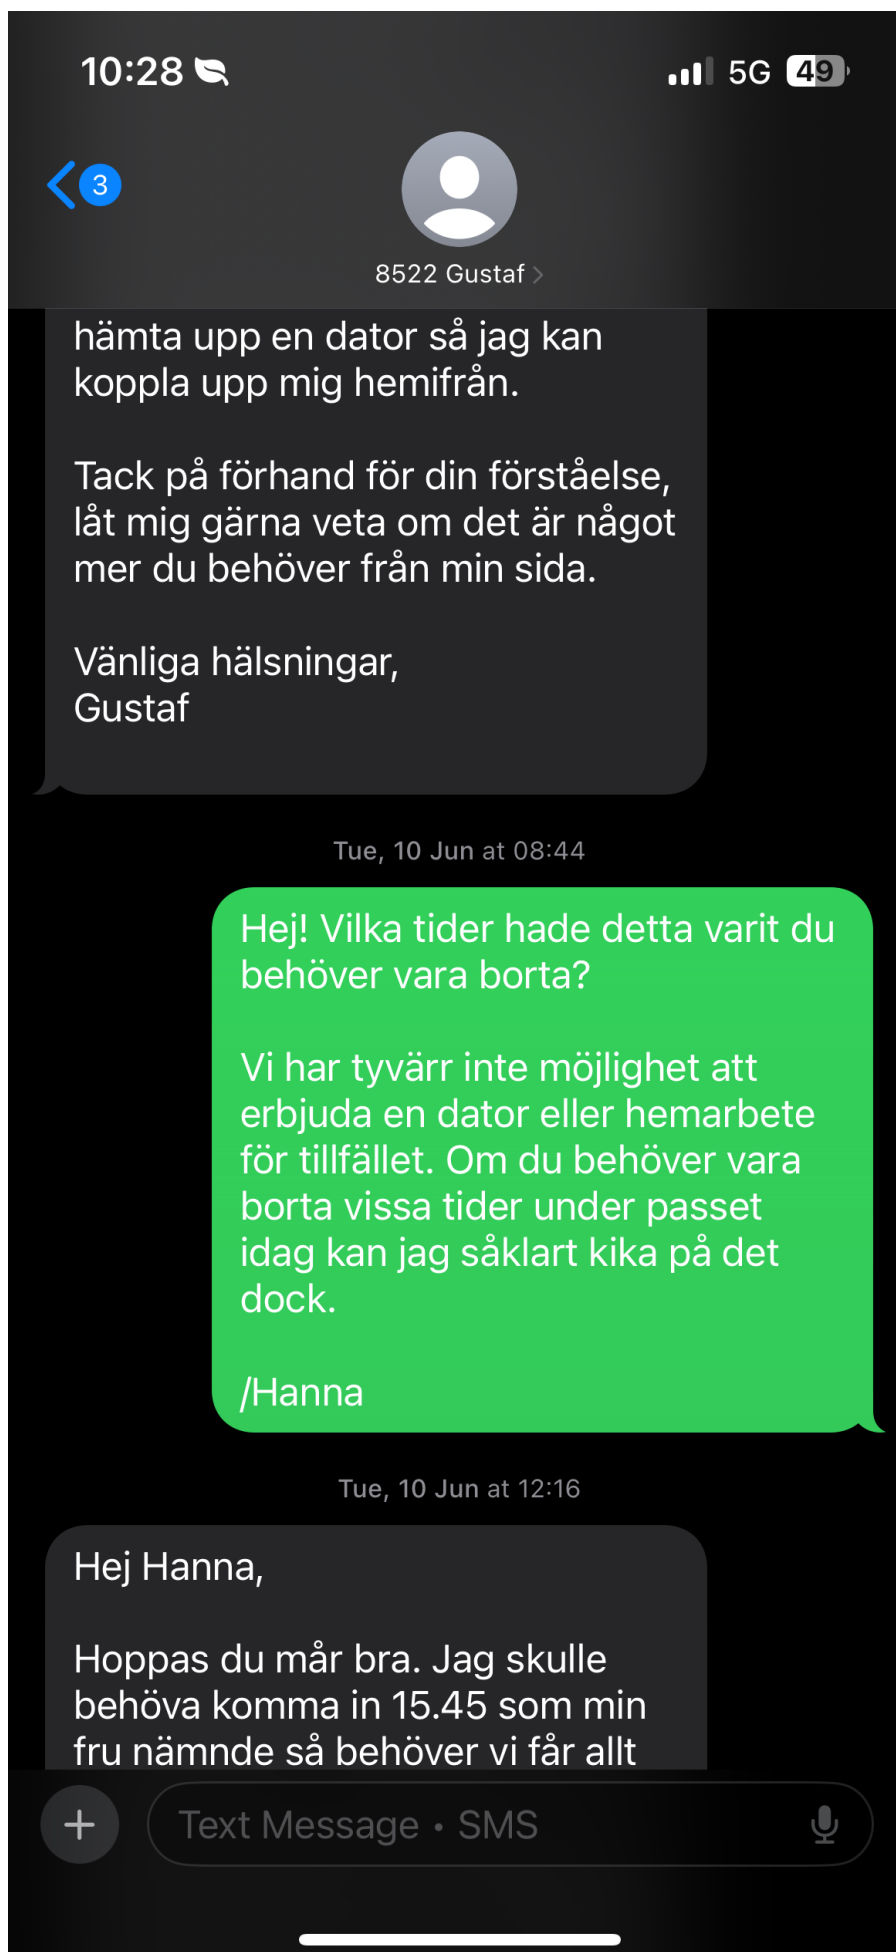 10:28
5G 49
3
8522 Gustaf
hämta upp en dator så jag kan
koppla upp mig hemifrån.
Tack på förhand för din förståelse,
låt mig gärna veta om det är något
mer du behöver från min sida.
Vänliga hälsningar,
Gustaf
Tue, 10 Jun at 08:44
Hej! Vilka tider hade detta varit du
behöver vara borta?
Vi har tyvärr inte möjlighet att
erbjuda en dator eller hemarbete
för tillfället. Om du behöver vara
borta vissa tider under passet
idag kan jag såklart kika på det
dock.
/Hanna
Tue, 10 Jun at 12:16
Hej Hanna,
Hoppas du mår bra. Jag skulle
behöva komma in 15.45 som min
fru nämnde så behöver vi får allt
Text Message • SMS